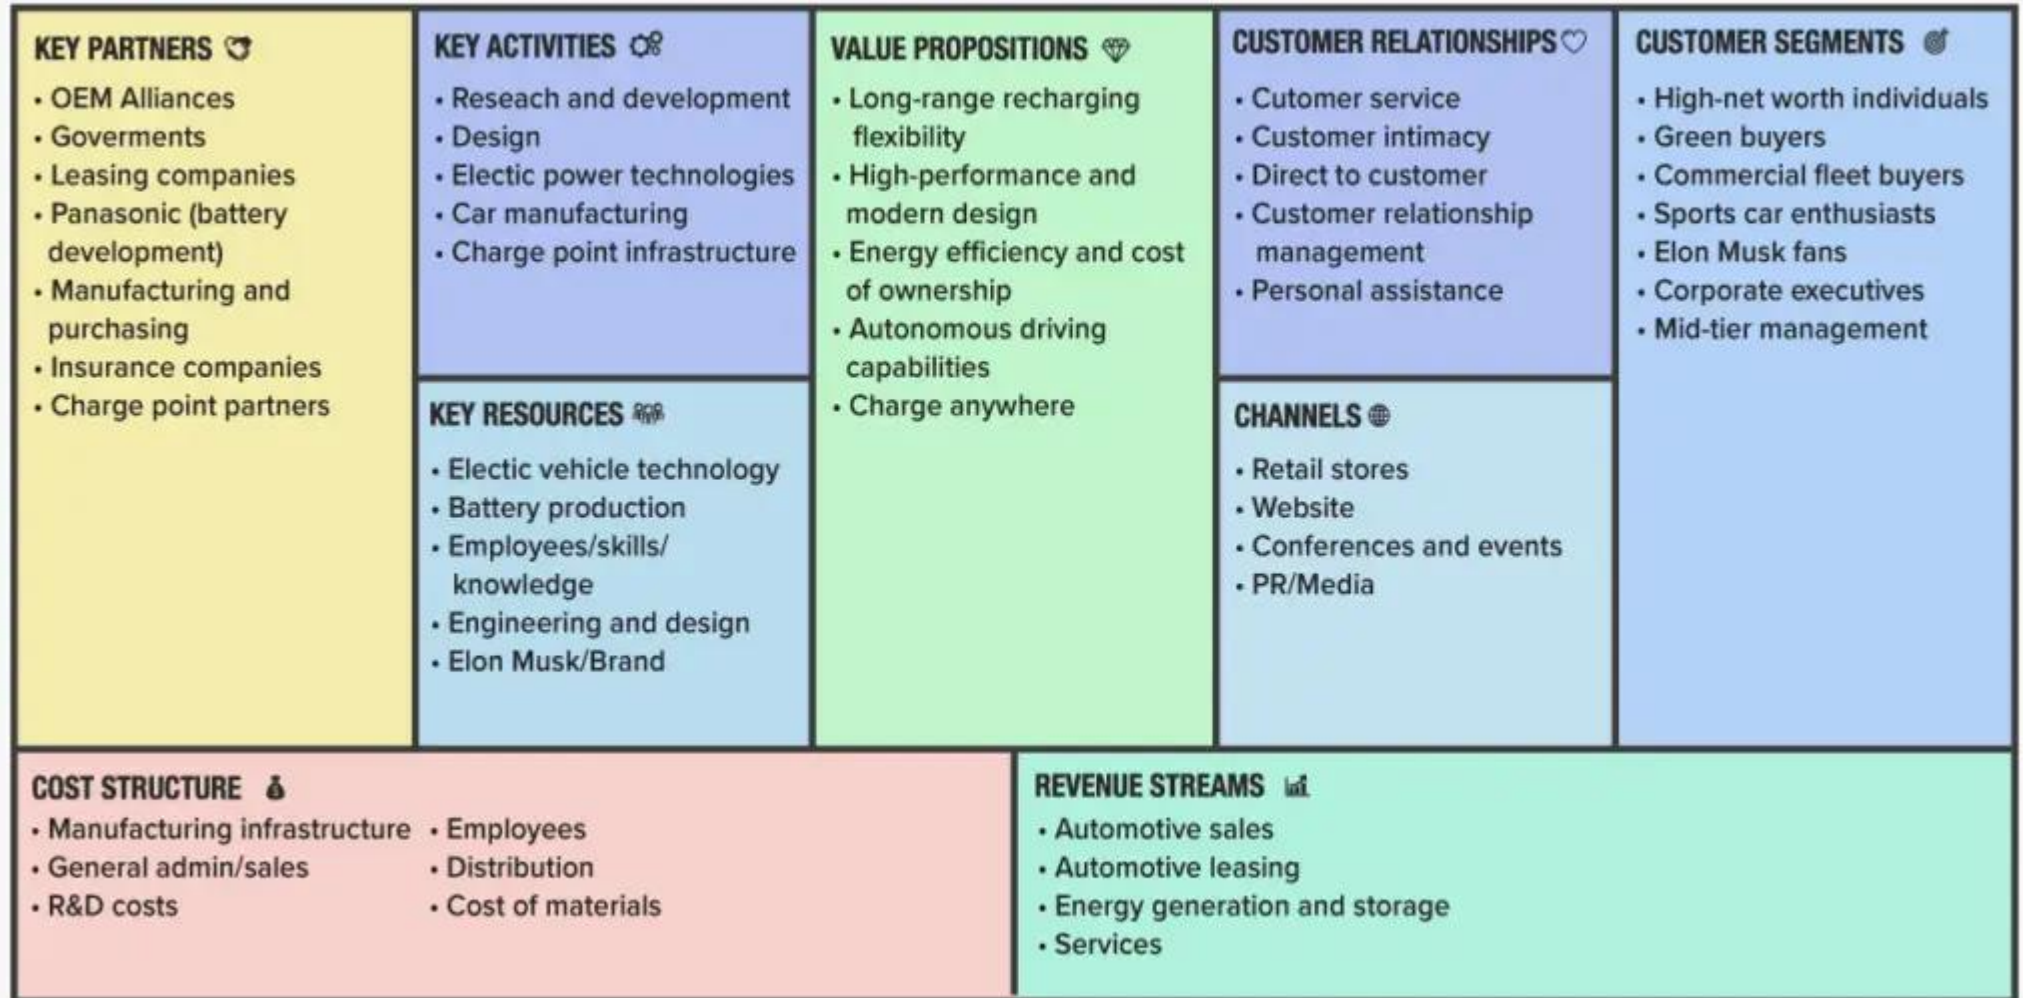 KEY PARTNERS
• OEM Alliances
• Goverments
• Leasing companies
• Panasonic (battery
development)
• Manufacturing and
purchasing
• Insurance companies
• Charge point partners
KEY ACTIVITIES
• Reseach and development
• Design
• Electic power technologies
• Car manufacturing
• Charge point infrastructure
KEY RESOURCES
• Electic vehicle technology
• Battery production
• Employees/skills/
knowledge
• Engineering and design
• Elon Musk/Brand
VALUE PROPOSITIONS
• Long-range recharging
flexibility
• High-performance and
modern design
• Energy efficiency and cost
of ownership
• Autonomous driving
capabilities
• Charge anywhere
CUSTOMER RELATIONSHIPS
• Cutomer service
• Customer intimacy
• Direct to customer
• Customer relationship
management
• Personal assistance
CHANNELS
• Retail stores
• Website
• Conferences and events
• PR/Media
CUSTOMER SEGMENTS
• High-net worth individuals
• Green buyers
• Commercial fleet buyers
• Sports car enthusiasts
• Elon Musk fans
• Corporate executives
• Mid-tier management
COST STRUCTURE
• Manufacturing infrastructure
• General admin/sales
• R&D costs
• Employees
• Distribution
• Cost of materials
REVENUE STREAMS
• Automotive sales
• Automotive leasing
• Energy generation and storage
• Services